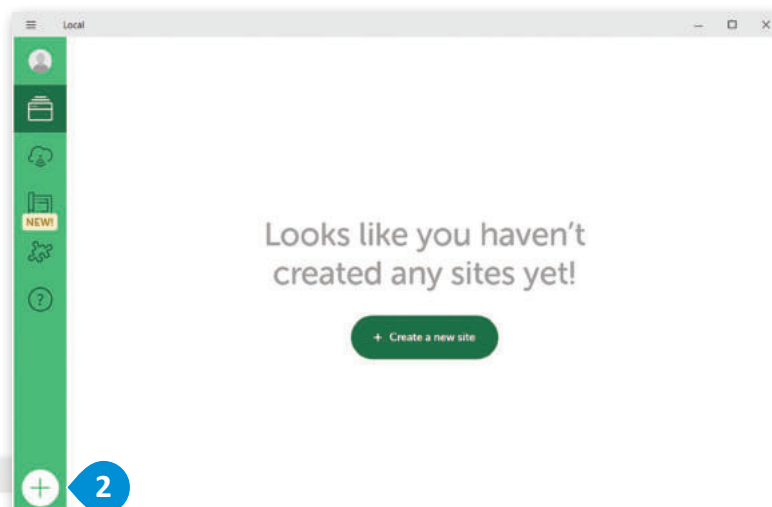 Local
NEW!
Looks like you haven't
created any sites yet!
+ Create a new site
2